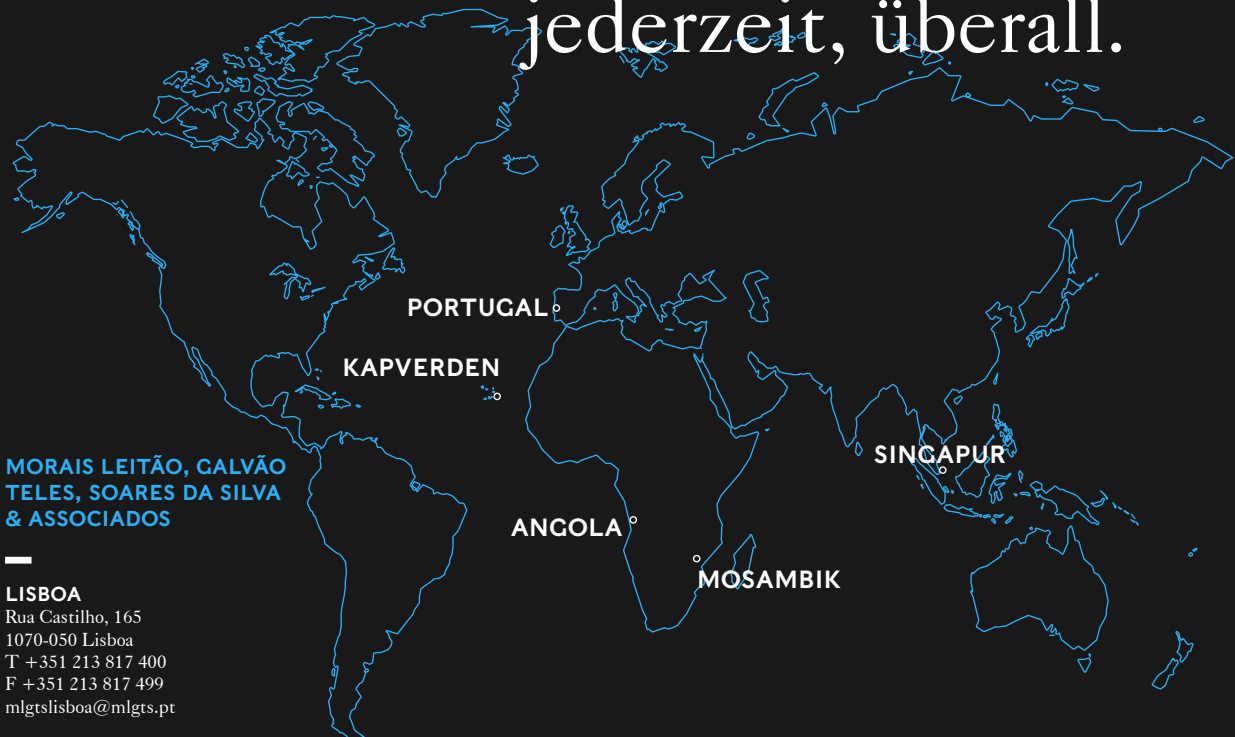 jederzeit, überall.
PORTUGAL
KAPVERDEN
SINGAPUR
ANGOLA
MOSAMBIK
MORAIS LEITÃO, GALVÃO
TELES, SOARES DA SILVA
& ASSOCIADOS
LISBOA
Rua Castilho, 165
1070-050 Lisboa
T +351 213 817 400
F +351 213 817 499
mlgtslisboa@mlgts.pt